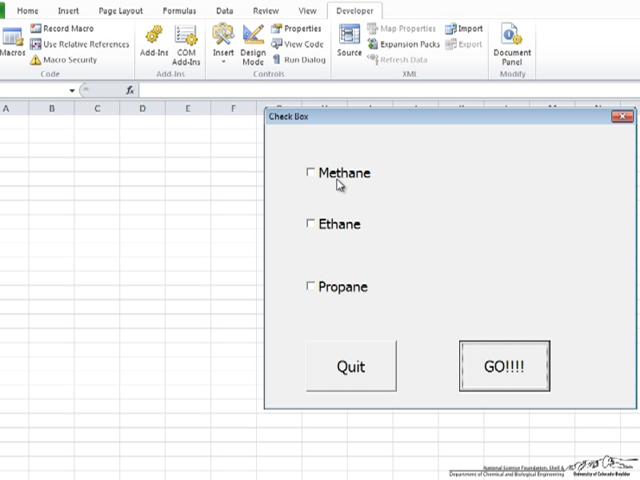 Home Insert Page Layout Formulas Data Review View Developer
Macros
Record Macro
Use Relative References
Macro Security
Code
Add-Ins
COM Add-Ins
Add-Ins
Insert
Design Mode
Properties
View Code
Run Dialog
Controls
Source
Map Properties
Expansion Packs
Refresh Data
Import
Export
XML
Document Panel
Modify
fx
A B C D E F
Check Box
Methane
Ethane
Propane
Quit
GO!!!!
National Science Foundation, Shell &
Department of Chemical and Biological Engineering
University of Colorado Boulder